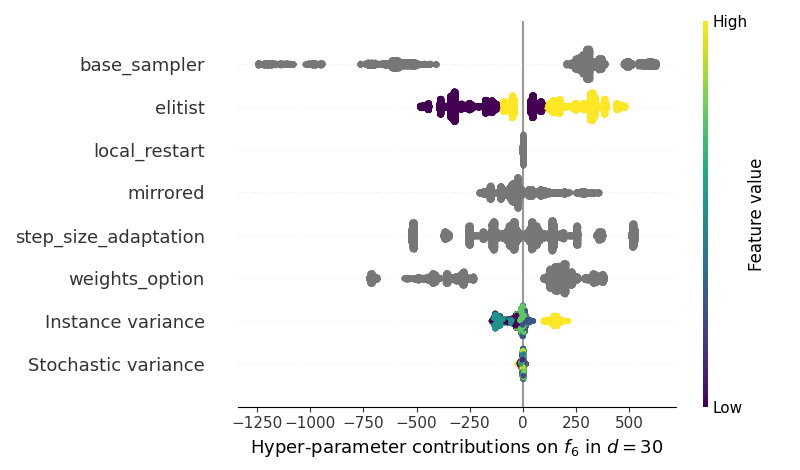 High
base_sampler
elitist
local_restart
mirrored
step_size_adaptation
weights_option
Instance variance
Stochastic variance
Feature value
Low
−1250 −1000 −750 −500 −250 0 250 500
Hyper-parameter contributions on f₆ in d = 30